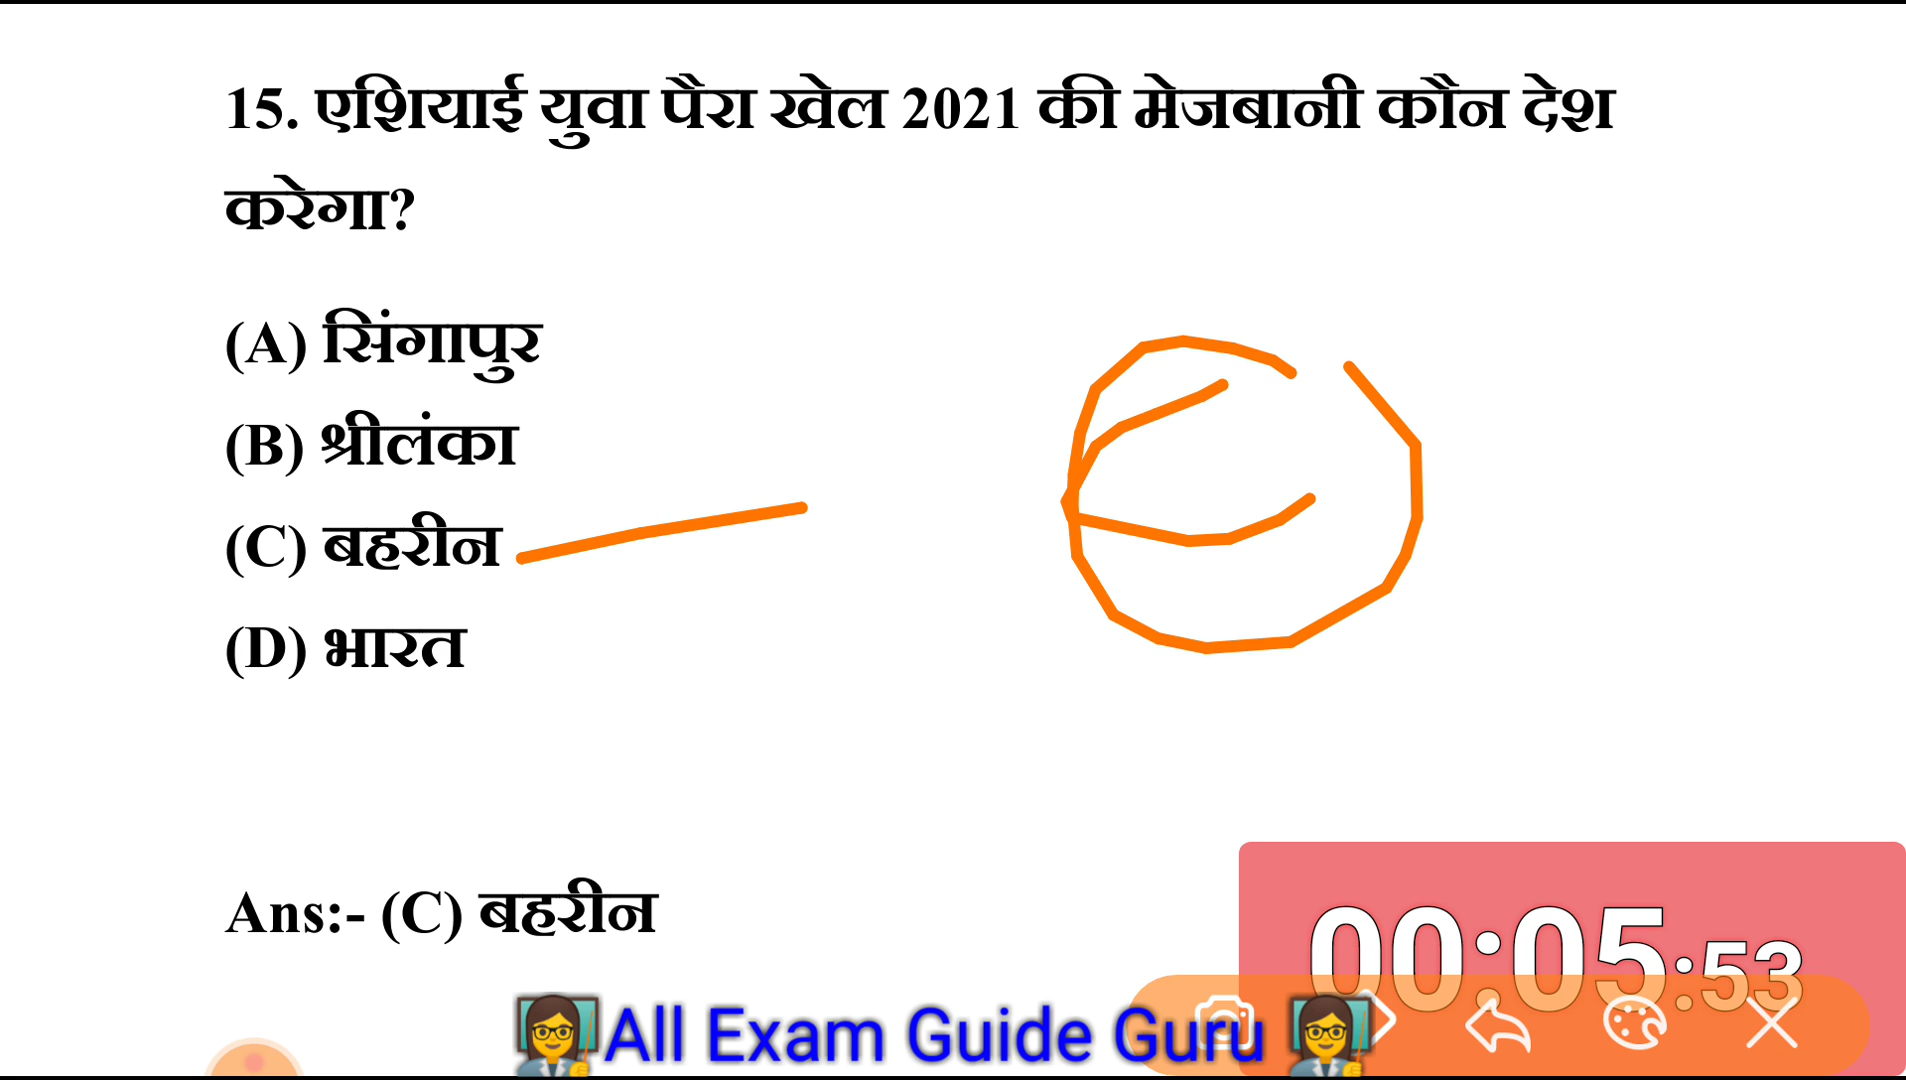 15. एशियाई युवा पैरा खेल 2021 की मेजबानी कौन देश
करेगा?
(A) सिंगापुर
(B) श्रीलंका
(C) बहरीन
(D) भारत
Ans:- (C) बहरीन
00:05:53
All Exam Guide Guru